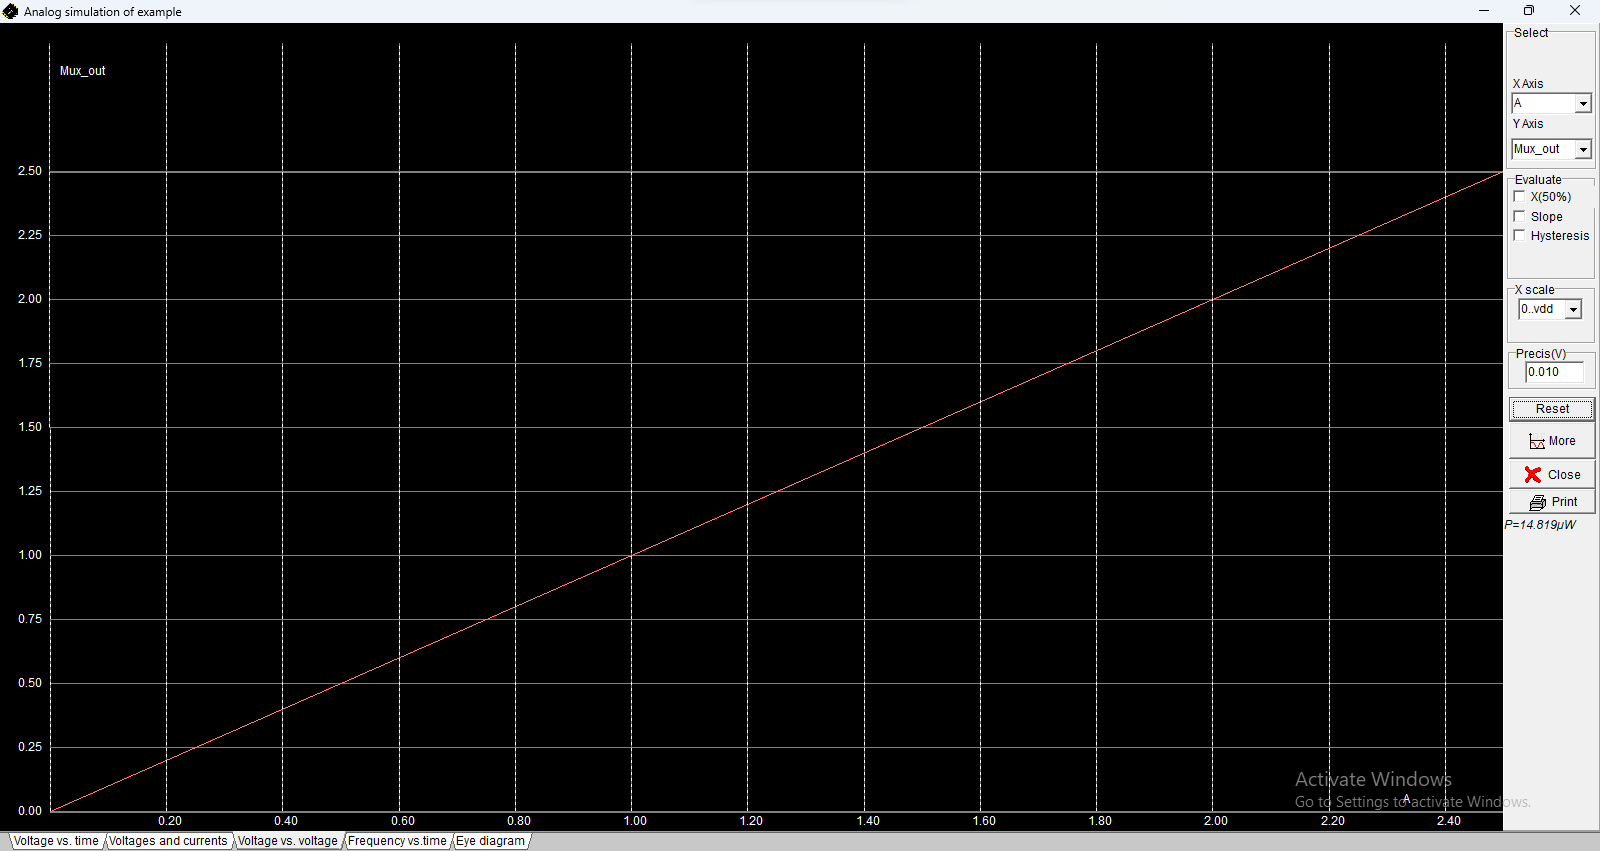 Analog simulation of example
Mux_out
2.50
2.25
2.00
1.75
1.50
1.25
1.00
0.75
0.50
0.25
0.00
0.20 0.40 0.60 0.80 1.00 1.20 1.40 1.60 1.80 2.00 2.20 2.40
A
Select
X Axis
A
Y Axis
Mux_out
Evaluate
X(50%)
Slope
Hysteresis
X scale
0..vdd
Precis(V)
0.010
Reset
More
Close
Print
P=14.819µW
Activate Windows
Go to Settings to activate Windows.
Voltage vs. time Voltages and currents Voltage vs. voltage Frequency vs.time Eye diagram